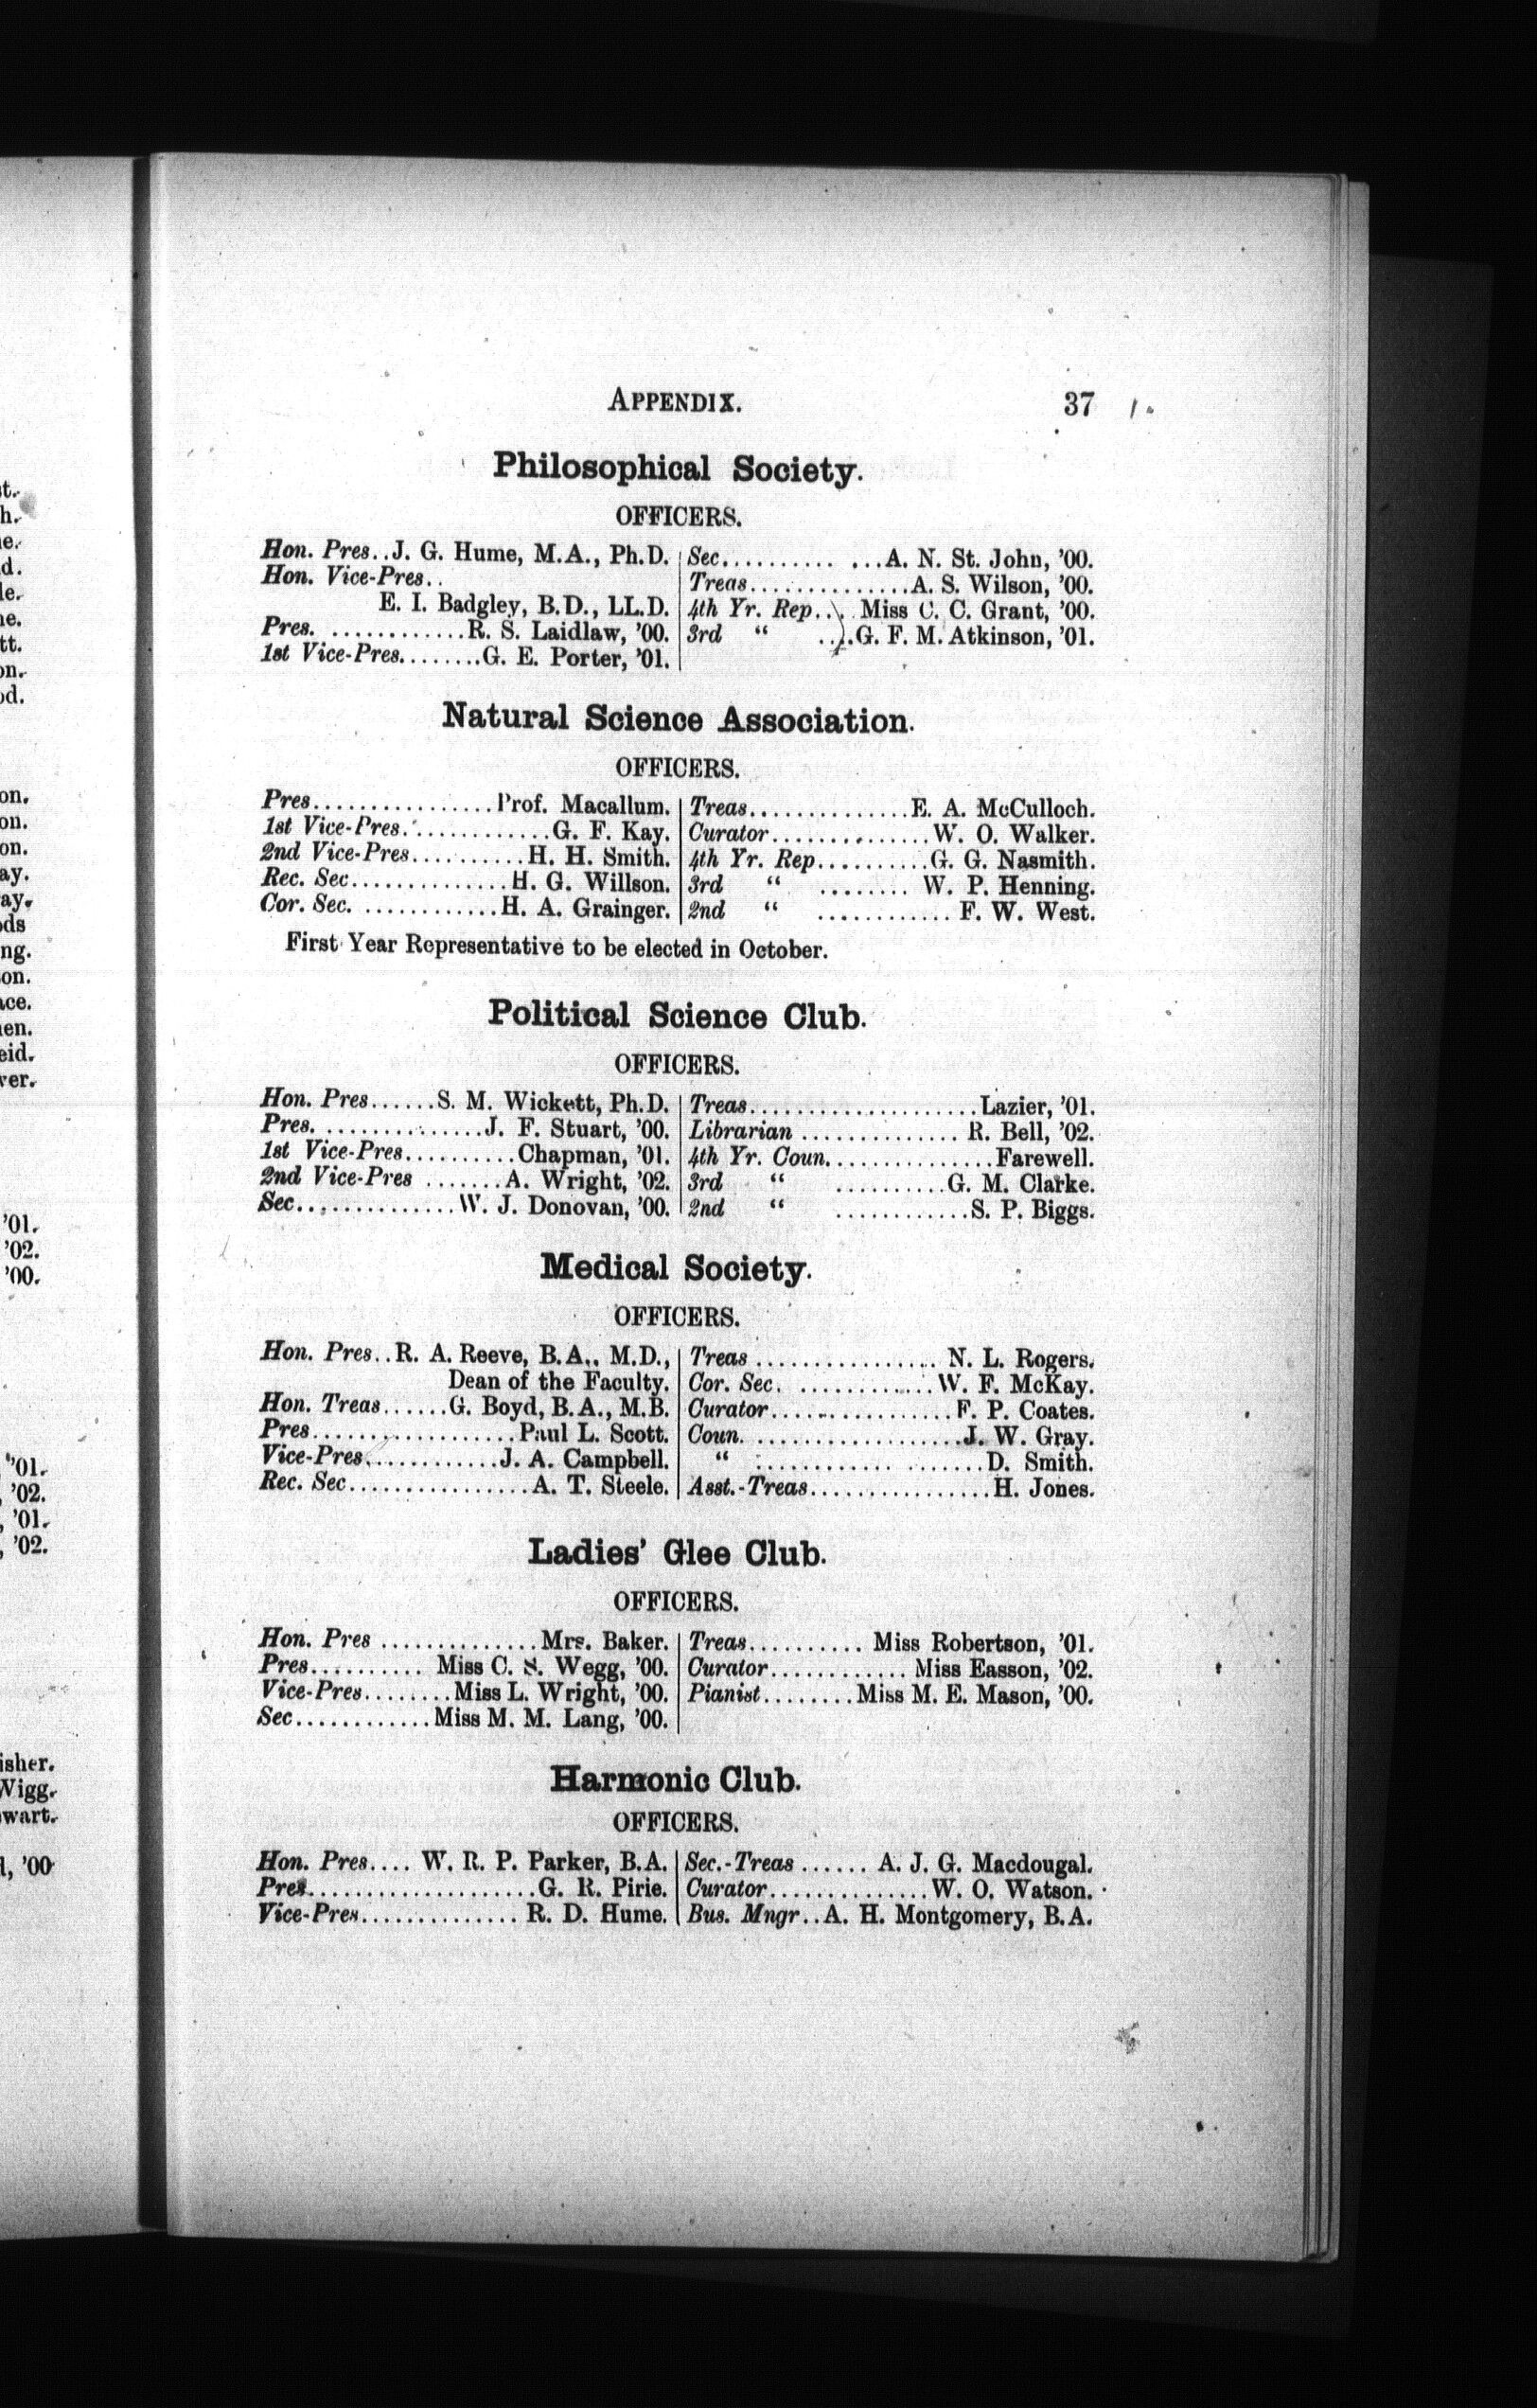 APPENDIX. 37
Philosophical Society.
OFFICERS.
Hon. Pres..J. G. Hume, M.A., Ph.D.
Hon. Vice-Pres..
E. I. Badgley, B.D., LL.D.
Pres. ............R. S. Laidlaw, '00.
1st Vice-Pres........G. E. Porter, '01.
Sec.......... ...A. N. St. John, '00.
Treas..............A. S. Wilson, '00.
4th Yr. Rep... Miss C. C. Grant, '00.
3rd “ ....G. F. M. Atkinson, '01.
Natural Science Association.
OFFICERS.
Pres................Prof. Macallum.
1st Vice-Pres.............G. F. Kay.
2nd Vice-Pres..........H. H. Smith.
Rec. Sec..............H. G. Willson.
Cor. Sec. ............H. A. Grainger.
Treas..............E. A. McCulloch.
Curator..............W. O. Walker.
4th Yr. Rep..........G. G. Nasmith.
3rd “ ........ W. P. Henning.
2nd “ ............ F. W. West.
First Year Representative to be elected in October.
Political Science Club.
OFFICERS.
Hon. Pres......S. M. Wickett, Ph.D.
Pres. ..............J. F. Stuart, '00.
1st Vice-Pres..........Chapman, '01.
2nd Vice-Pres .......A. Wright, '02.
Sec................W. J. Donovan, '00.
Treas....................Lazier, '01.
Librarian ..............R. Bell, '02.
4th Yr. Coun...............Farewell.
3rd “ ..........G. M. Clarke.
2nd “ ............S. P. Biggs.
Medical Society.
OFFICERS.
Hon. Pres..R. A. Reeve, B.A., M.D.,
Dean of the Faculty.
Hon. Treas......G. Boyd, B.A., M.B.
Pres..................Paul L. Scott.
Vice-Pres............J. A. Campbell.
Rec. Sec................A. T. Steele.
Treas ................ N. L. Rogers.
Cor. Sec. ............W. F. McKay.
Curator................F. P. Coates.
Coun. ...................J. W. Gray.
“ ............ .......D. Smith.
Asst.-Treas................H. Jones.
Ladies' Glee Club.
OFFICERS.
Hon. Pres ..............Mrs. Baker.
Pres.......... Miss C. S. Wegg, '00.
Vice-Pres........Miss L. Wright, '00.
Sec............Miss M. M. Lang, '00.
Treas.......... Miss Robertson, '01.
Curator............ Miss Easson, '02.
Pianist........Miss M. E. Mason, '00.
Harmonic Club.
OFFICERS.
Hon. Pres.... W. R. P. Parker, B.A.
Pres....................G. R. Pirie.
Vice-Pres.............. R. D. Hume.
Sec.-Treas ...... A. J. G. Macdougal.
Curator..............W. O. Watson.
Bus. Mngr..A. H. Montgomery, B.A.